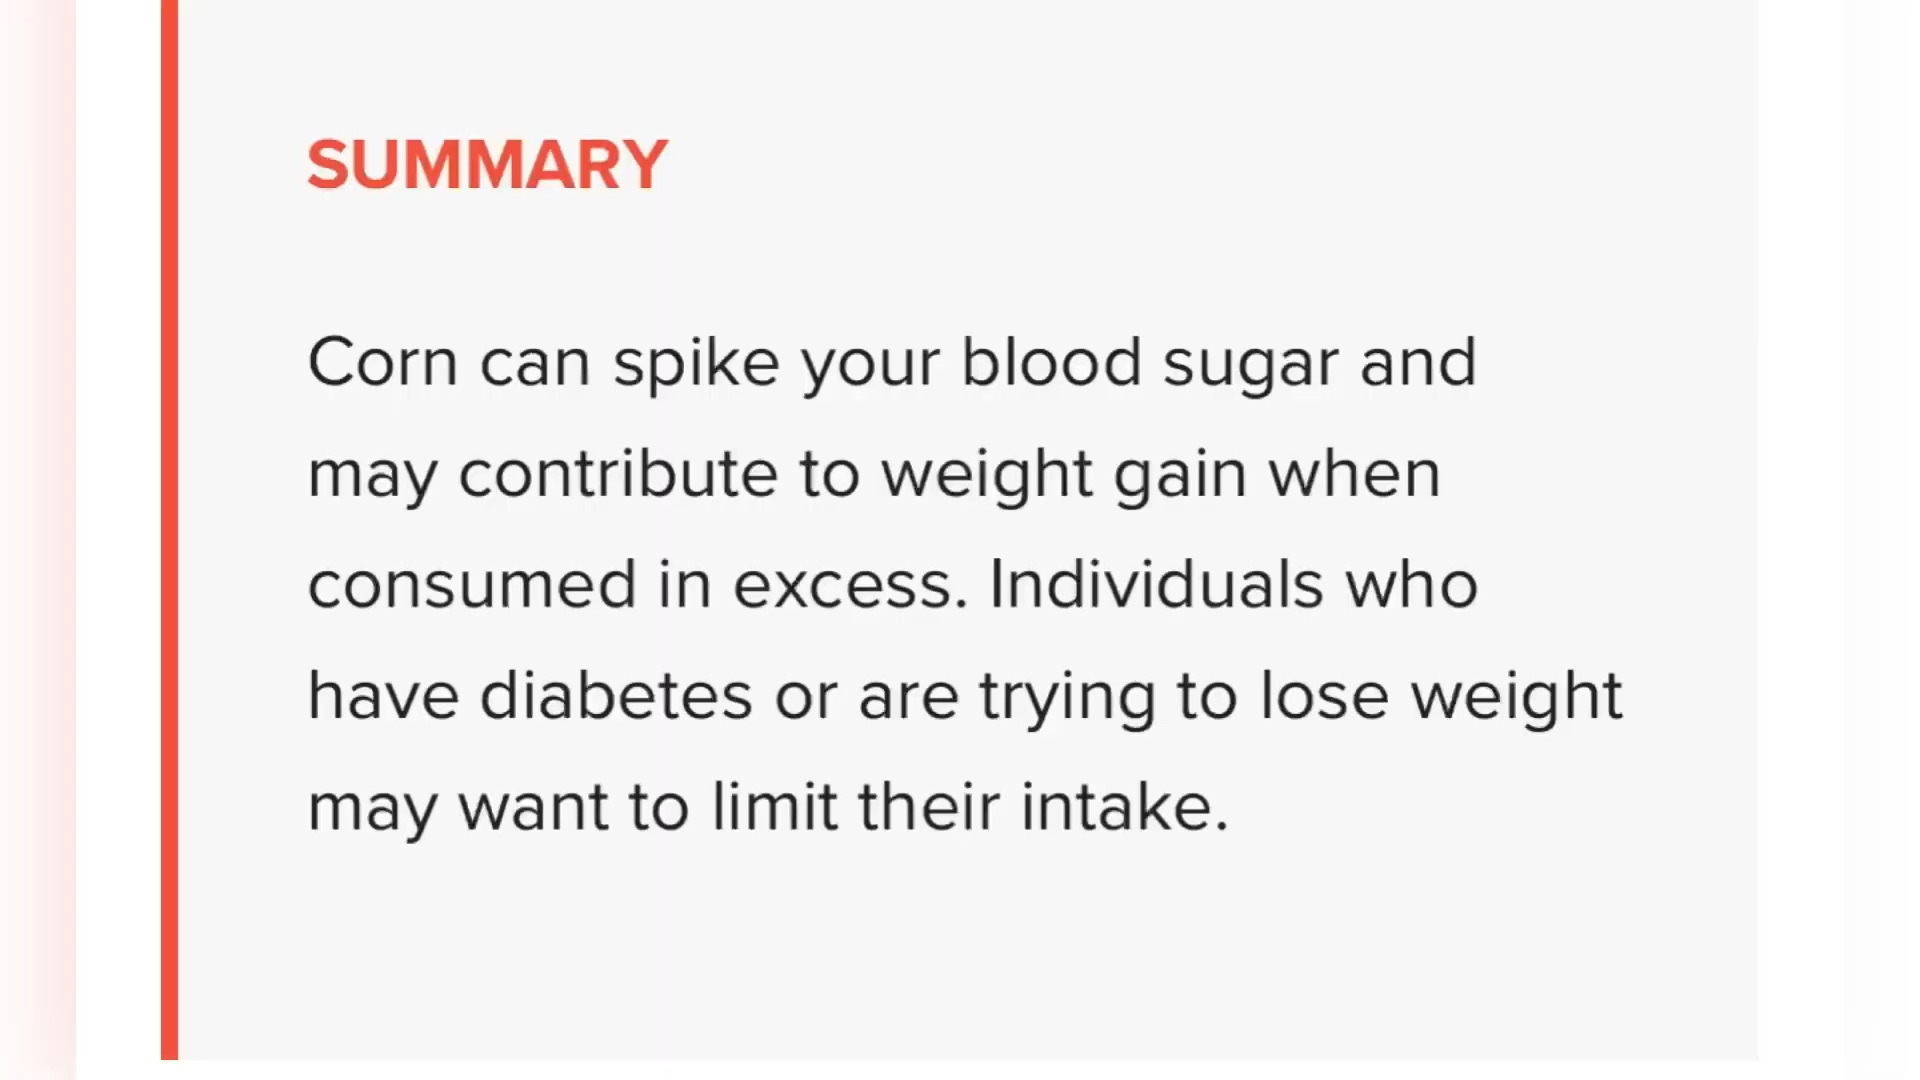 SUMMARY
Corn can spike your blood sugar and
may contribute to weight gain when
consumed in excess. Individuals who
have diabetes or are trying to lose weight
may want to limit their intake.